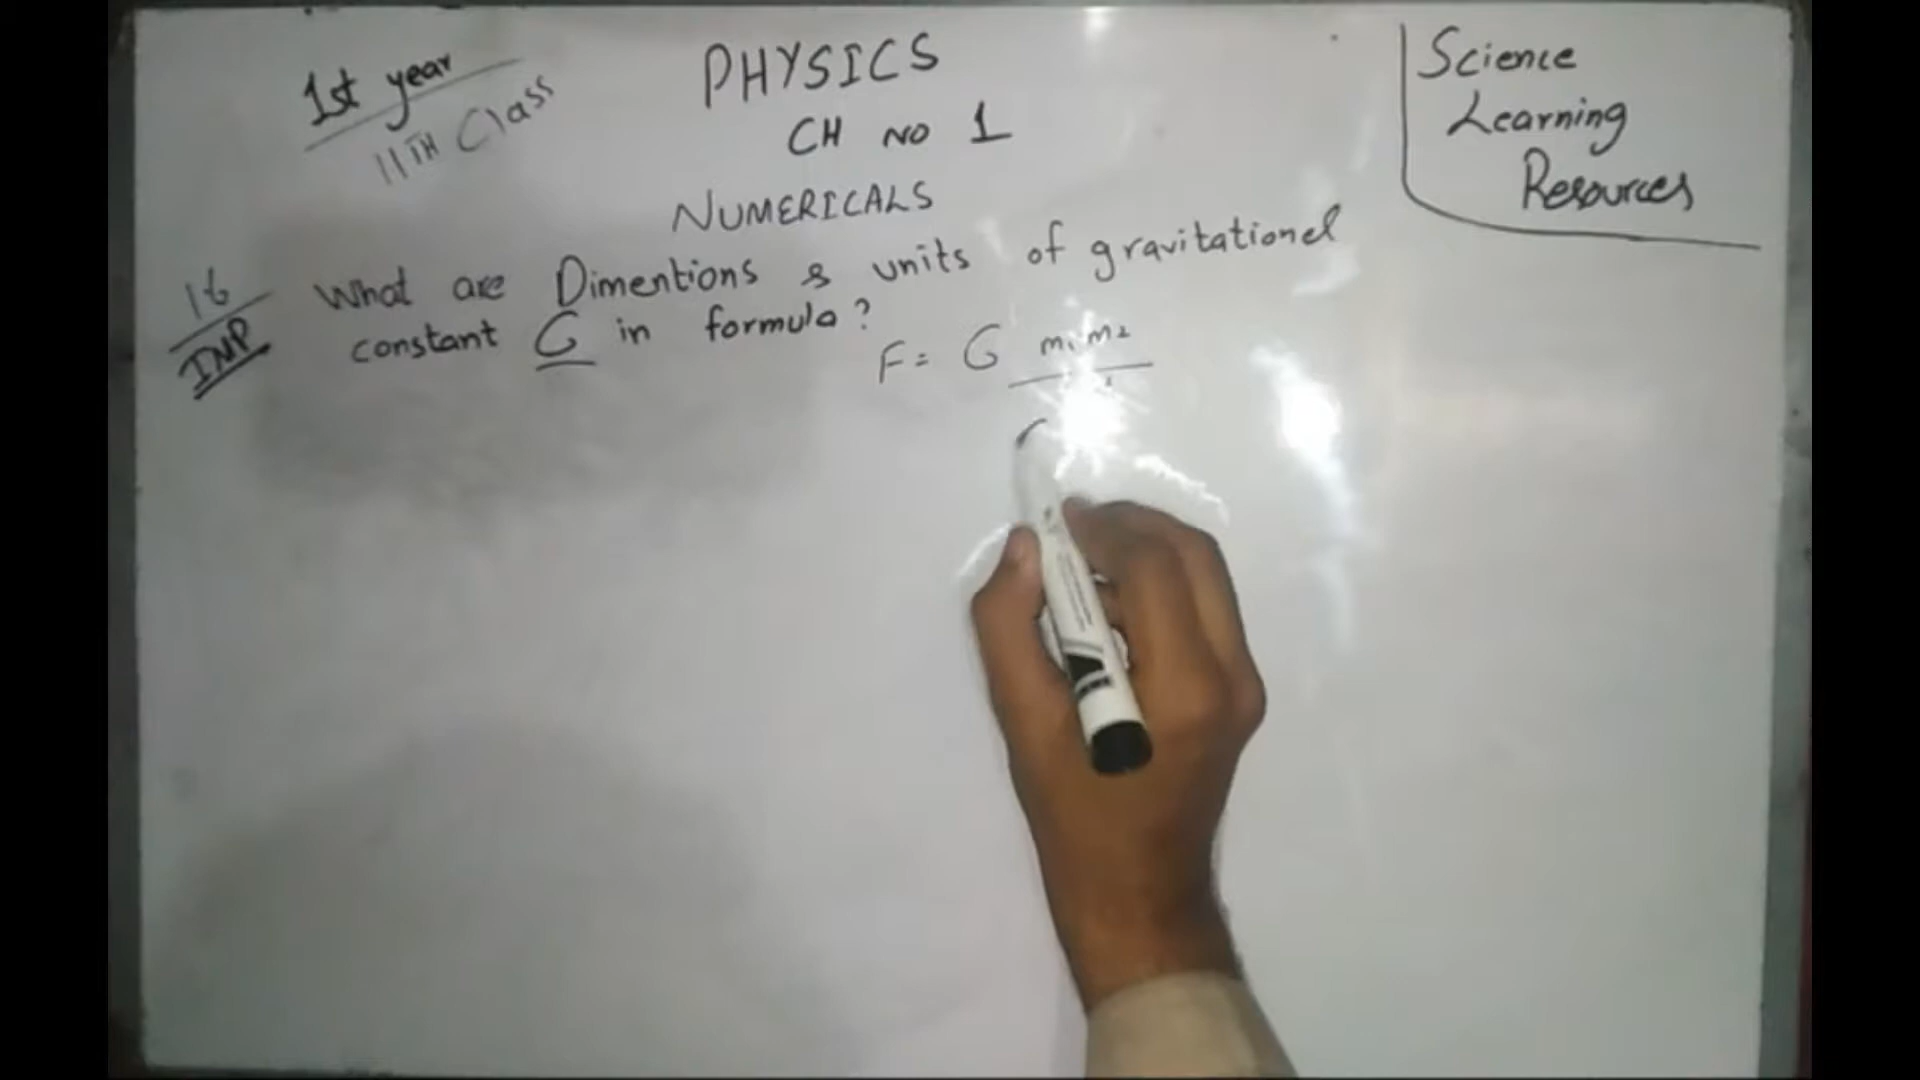 1st year
11TH Class
PHYSICS
CH NO 1
NUMERICALS
Science
Learning
Resources
16
IMP
What are Dimentions & units of gravitationel
constant G in formula?
F = G m1m2